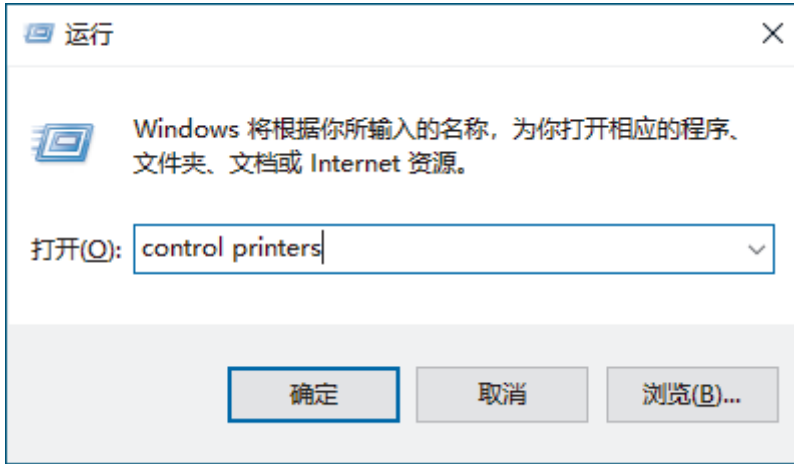 运行
Windows 将根据你所输入的名称，为你打开相应的程序、
文件夹、文档或 Internet 资源。
打开(O): control printers
确定 取消 浏览(B)...